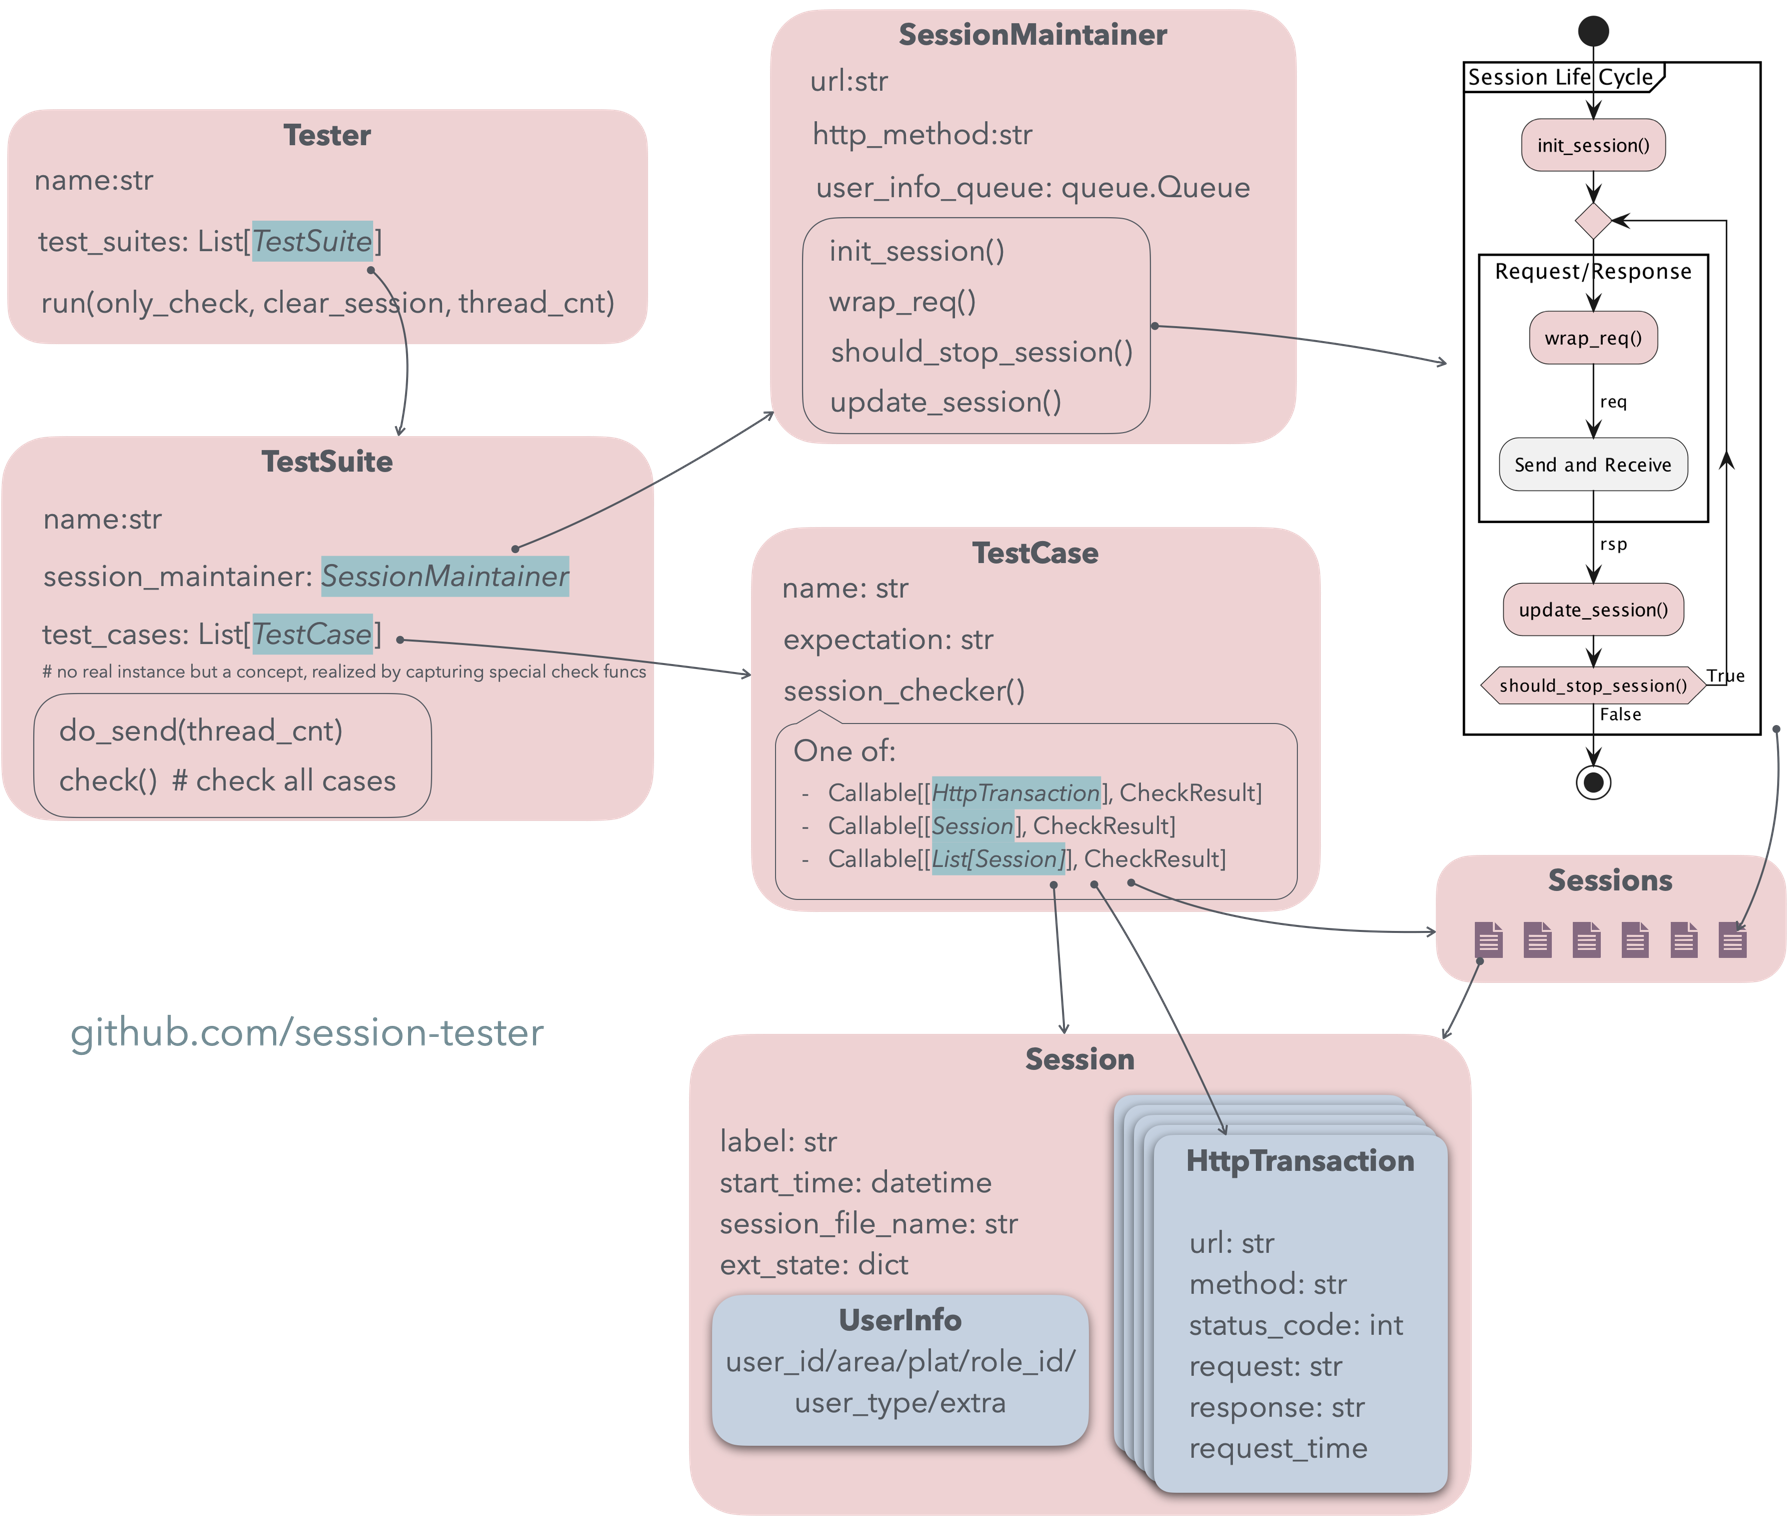 Tester
name:str
test_suites: List[TestSuite]
run(only_check, clear_session, thread_cnt)
TestSuite
name:str
session_maintainer: SessionMaintainer
test_cases: List[TestCase]
# no real instance but a concept, realized by capturing special check funcs
do_send(thread_cnt)
check()  # check all cases
SessionMaintainer
url:str
http_method:str
user_info_queue: queue.Queue
init_session()
wrap_req()
should_stop_session()
update_session()
Session Life Cycle
init_session()
Request/Response
wrap_req()
req
Send and Receive
rsp
update_session()
should_stop_session()
True
False
TestCase
name: str
expectation: str
session_checker()
One of:
- Callable[[HttpTransaction], CheckResult]
- Callable[[Session], CheckResult]
- Callable[[List[Session]], CheckResult]
Sessions
github.com/session-tester
Session
label: str
start_time: datetime
session_file_name: str
ext_state: dict
UserInfo
user_id/area/plat/role_id/
user_type/extra
HttpTransaction
url: str
method: str
status_code: int
request: str
response: str
request_time